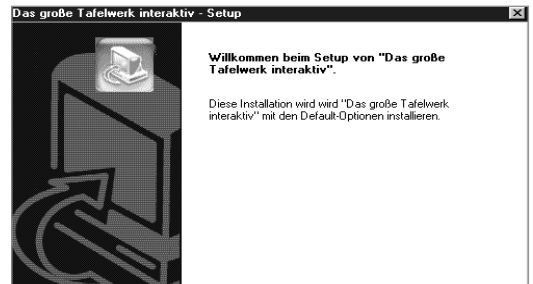 Das große Tafelwerk interaktiv - Setup
Willkommen beim Setup von "Das große
Tafelwerk interaktiv".
Diese Installation wird wird "Das große Tafelwerk
interaktiv" mit den Default-Optionen installieren.